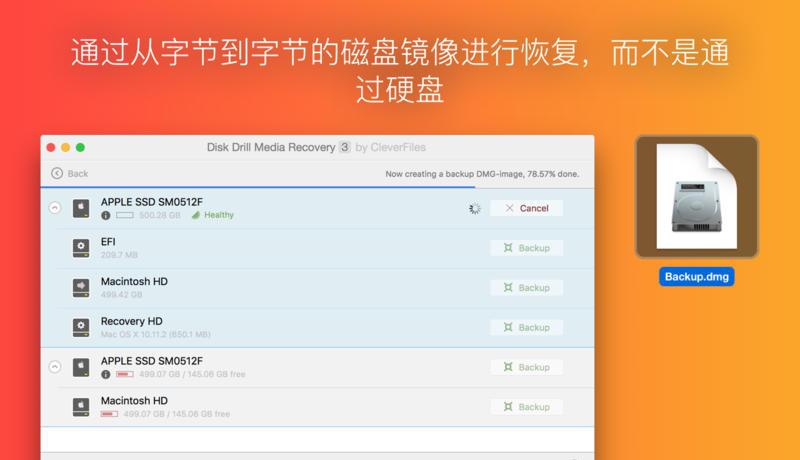 通过从字节到字节的磁盘镜像进行恢复，而不是通
过硬盘
Disk Drill Media Recovery 3 by CleverFiles
Back
Now creating a backup DMG-image, 78.57% done.
APPLE SSD SM0512F
500.28 GB Healthy
Cancel
EFI
209.7 MB
Backup
Macintosh HD
499.42 GB
Backup
Recovery HD
Mac OS X 10.11.2 (650.1 MB)
Backup
APPLE SSD SM0512F
499.07 GB / 145.06 GB free
Backup
Macintosh HD
499.07 GB / 145.06 GB free
Backup
Backup.dmg